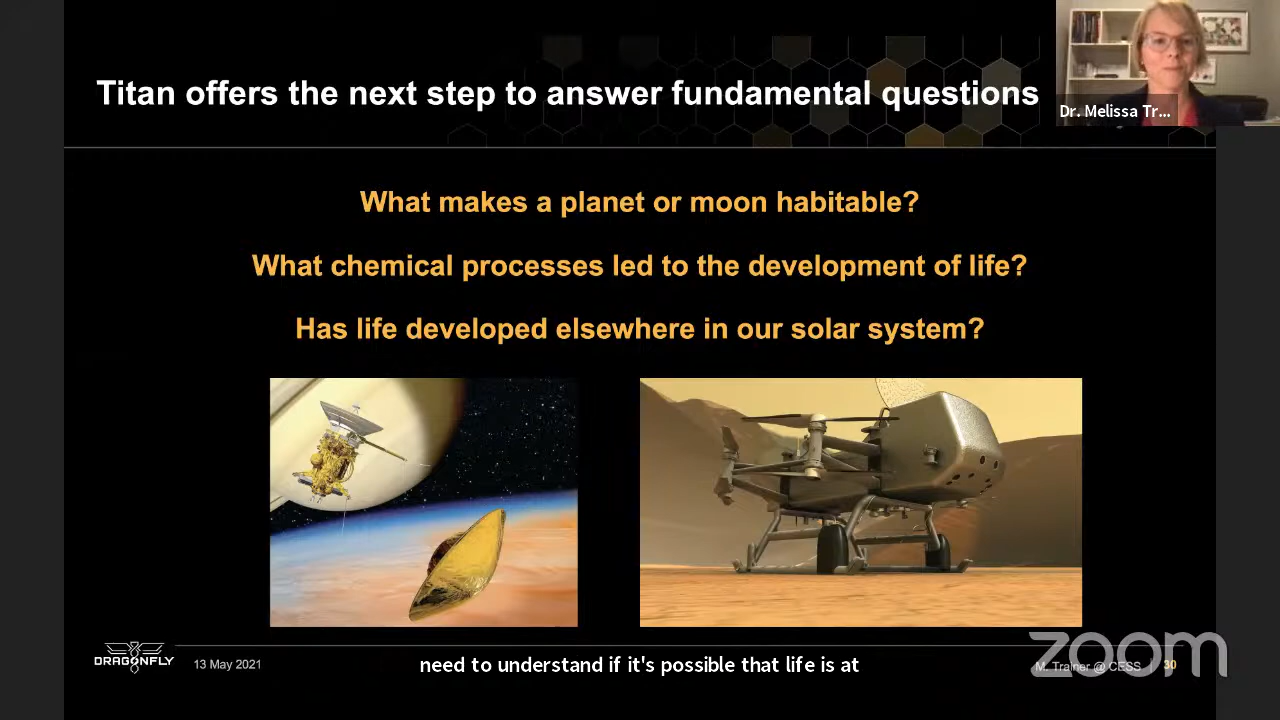 Titan offers the next step to answer fundamental questions
Dr. Melissa Tr...
What makes a planet or moon habitable?
What chemical processes led to the development of life?
Has life developed elsewhere in our solar system?
DRAGONFLY
13 May 2021
need to understand if it's possible that life is at
M. Trainer @ CESS | 30
zoom